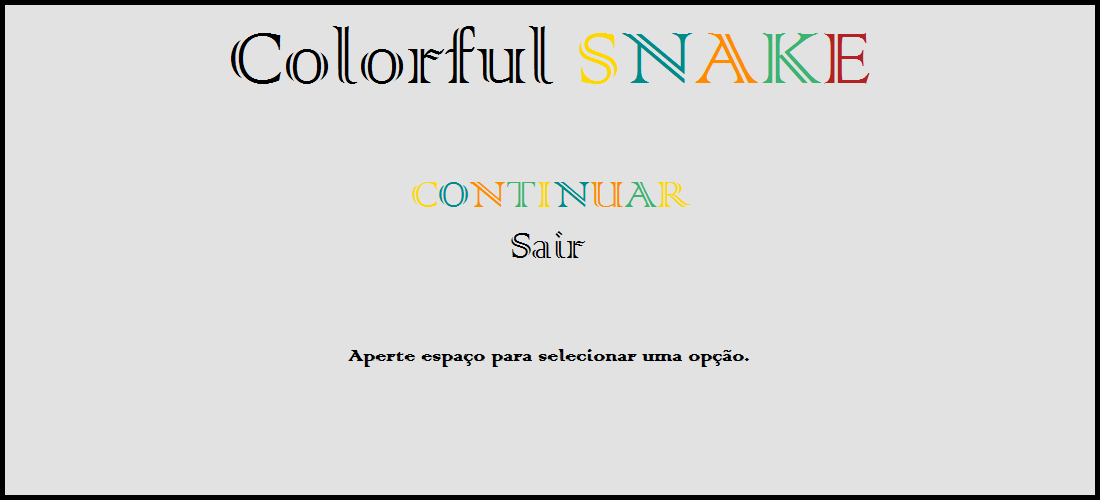 Colorful SNAKE
CONTINUAR
Sair
Aperte espaço para selecionar uma opção.